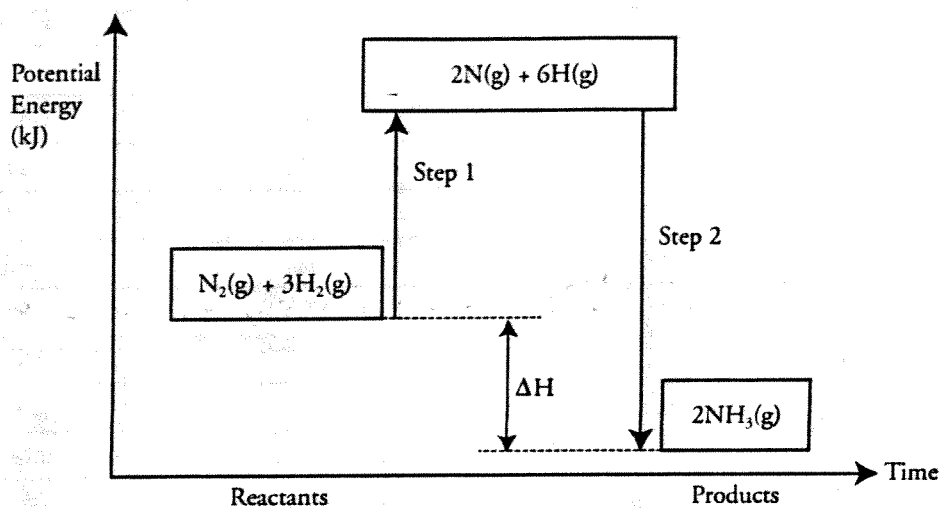 Potential
Energy
(kJ)
2N(g) + 6H(g)
Step 1
Step 2
N₂(g) + 3H₂(g)
ΔH
2NH₃(g)
Time
Reactants
Products